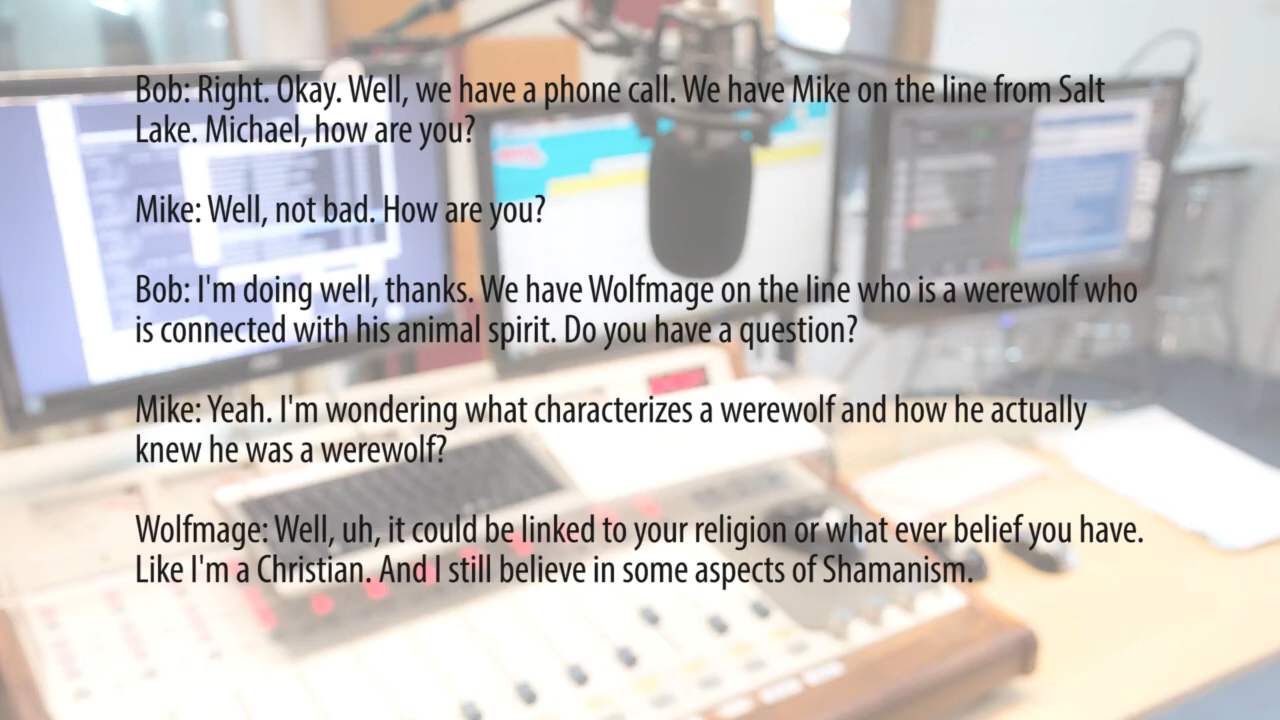 Bob: Right. Okay. Well, we have a phone call. We have Mike on the line from Salt
Lake. Michael, how are you?
Mike: Well, not bad. How are you?
Bob: I'm doing well, thanks. We have Wolfmage on the line who is a werewolf who
is connected with his animal spirit. Do you have a question?
Mike: Yeah. I'm wondering what characterizes a werewolf and how he actually
knew he was a werewolf?
Wolfmage: Well, uh, it could be linked to your religion or what ever belief you have.
Like I'm a Christian. And I still believe in some aspects of Shamanism.